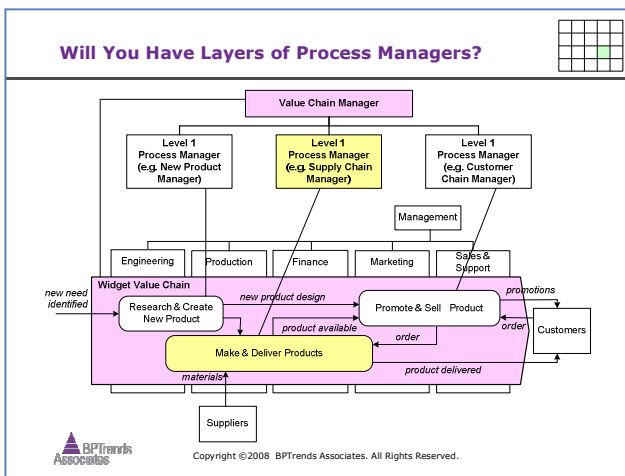 Will You Have Layers of Process Managers?
Value Chain Manager
Level 1
Process Manager
(e.g. New Product
Manager)
Level 1
Process Manager
(e.g. Supply Chain
Manager)
Level 1
Process Manager
(e.g. Customer
Chain Manager)
Management
Engineering
Production
Finance
Marketing
Sales &
Support
Widget Value Chain
new need
identified
Research & Create
New Product
new product design
Promote & Sell Product
promotions
product available
order
order
Customers
Make & Deliver Products
materials
product delivered
Suppliers
BPTrends
Associates
Copyright ©2008 BPTrends Associates. All Rights Reserved.